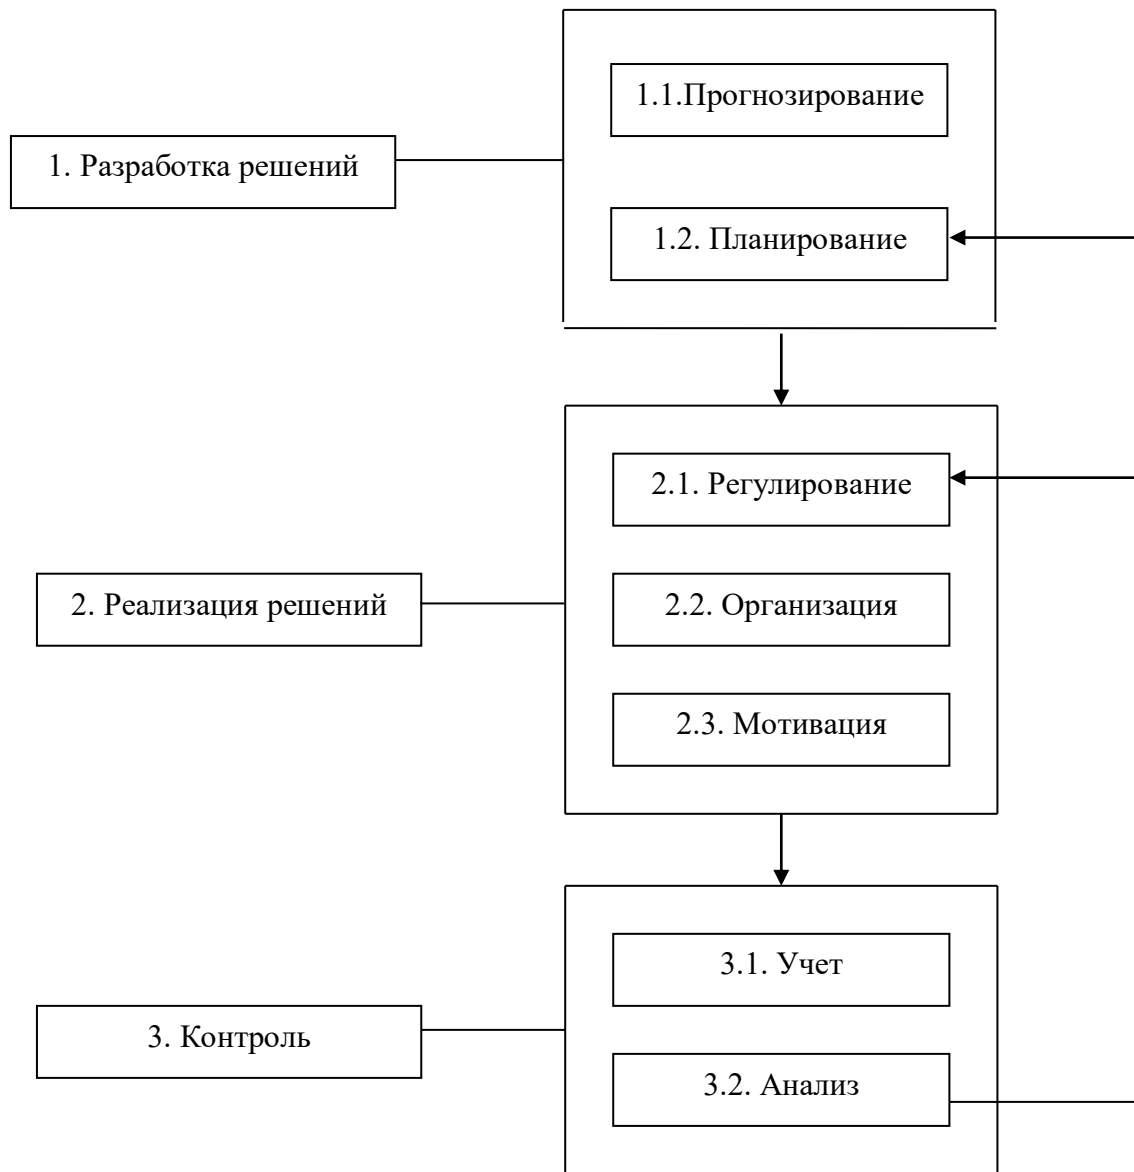 1.1.Прогнозирование
1. Разработка решений
1.2. Планирование
2.1. Регулирование
2. Реализация решений
2.2. Организация
2.3. Мотивация
3.1. Учет
3. Контроль
3.2. Анализ